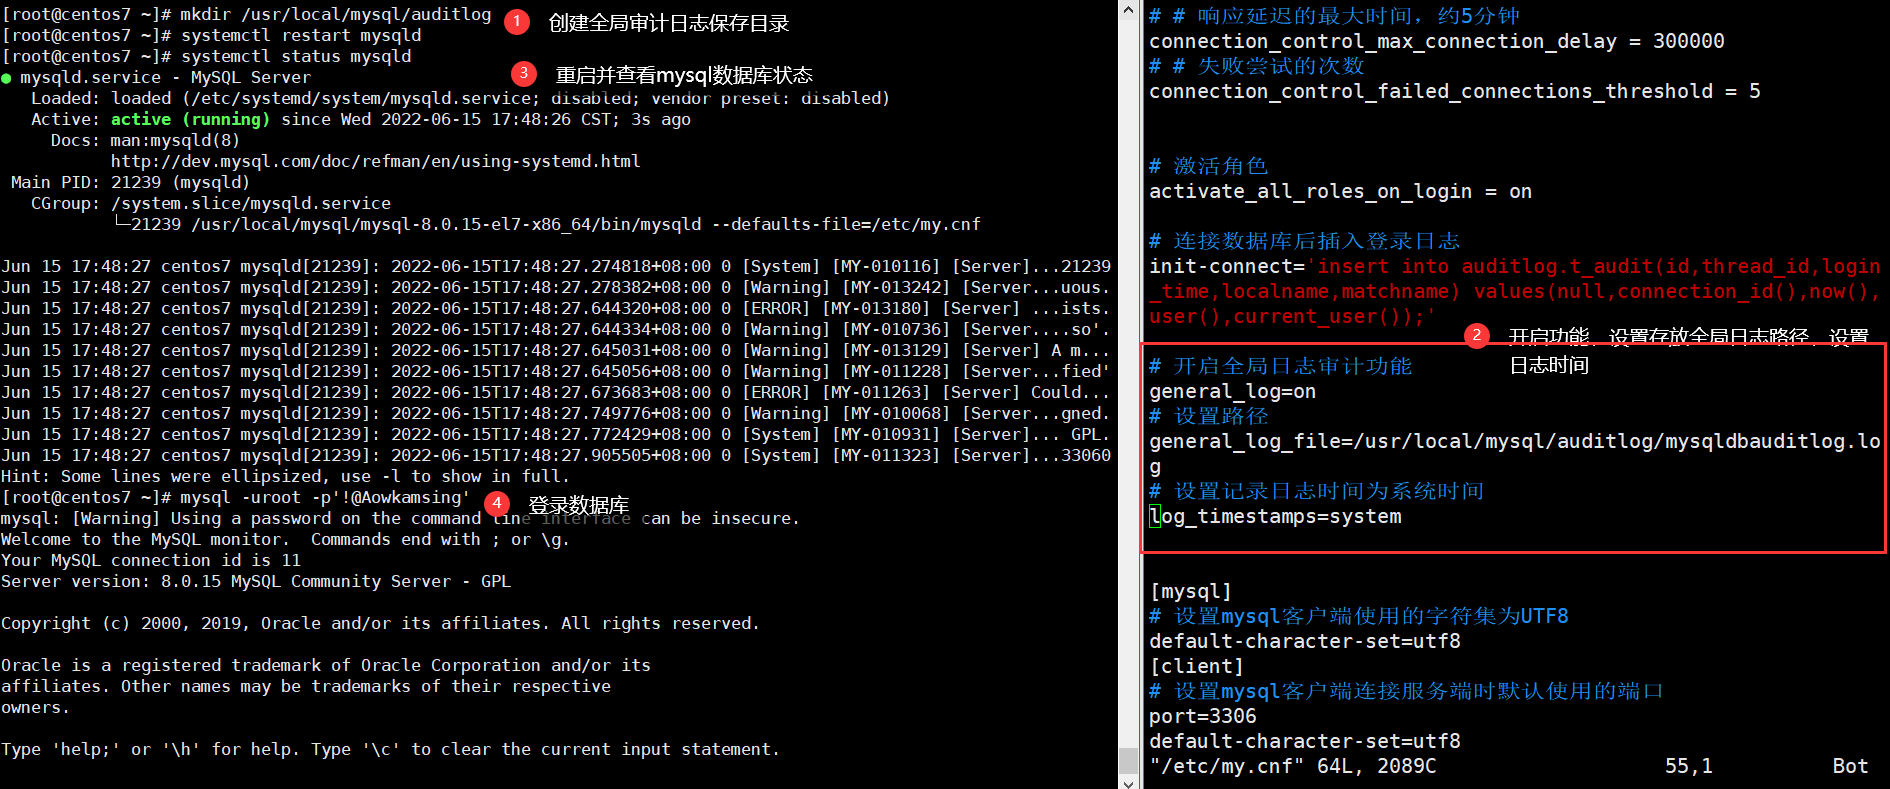 [root@centos7 ~]# mkdir /usr/local/mysql/auditlog
1 创建全局审计日志保存目录
[root@centos7 ~]# systemctl restart mysqld
[root@centos7 ~]# systemctl status mysqld
3 重启并查看mysql数据库状态
● mysqld.service - MySQL Server
Loaded: loaded (/etc/systemd/system/mysqld.service; disabled; vendor preset: disabled)
Active: active (running) since Wed 2022-06-15 17:48:26 CST; 3s ago
Docs: man:mysqld(8)
http://dev.mysql.com/doc/refman/en/using-systemd.html
Main PID: 21239 (mysqld)
CGroup: /system.slice/mysqld.service
└─21239 /usr/local/mysql/mysql-8.0.15-el7-x86_64/bin/mysqld --defaults-file=/etc/my.cnf
Jun 15 17:48:27 centos7 mysqld[21239]: 2022-06-15T17:48:27.274818+08:00 0 [System] [MY-010116] [Server]...21239
Jun 15 17:48:27 centos7 mysqld[21239]: 2022-06-15T17:48:27.278382+08:00 0 [Warning] [MY-013242] [Server...uous.
Jun 15 17:48:27 centos7 mysqld[21239]: 2022-06-15T17:48:27.644320+08:00 0 [ERROR] [MY-013180] [Server] ...ists.
Jun 15 17:48:27 centos7 mysqld[21239]: 2022-06-15T17:48:27.644334+08:00 0 [Warning] [MY-010736] [Server....so'.
Jun 15 17:48:27 centos7 mysqld[21239]: 2022-06-15T17:48:27.645031+08:00 0 [Warning] [MY-013129] [Server] A m...
Jun 15 17:48:27 centos7 mysqld[21239]: 2022-06-15T17:48:27.645056+08:00 0 [Warning] [MY-011228] [Server...fied'
Jun 15 17:48:27 centos7 mysqld[21239]: 2022-06-15T17:48:27.673683+08:00 0 [ERROR] [MY-011263] [Server] Could...
Jun 15 17:48:27 centos7 mysqld[21239]: 2022-06-15T17:48:27.749776+08:00 0 [Warning] [MY-010068] [Server...gned.
Jun 15 17:48:27 centos7 mysqld[21239]: 2022-06-15T17:48:27.772429+08:00 0 [System] [MY-010931] [Server]... GPL.
Jun 15 17:48:27 centos7 mysqld[21239]: 2022-06-15T17:48:27.905505+08:00 0 [System] [MY-011323] [Server]...33060
Hint: Some lines were ellipsized, use -l to show in full.
[root@centos7 ~]# mysql -uroot -p'!@Aowkamsing'
4 登录数据库
mysql: [Warning] Using a password on the command line interface can be insecure.
Welcome to the MySQL monitor.  Commands end with ; or \g.
Your MySQL connection id is 11
Server version: 8.0.15 MySQL Community Server - GPL
Copyright (c) 2000, 2019, Oracle and/or its affiliates. All rights reserved.
Oracle is a registered trademark of Oracle Corporation and/or its
affiliates. Other names may be trademarks of their respective
owners.
Type 'help;' or '\h' for help. Type '\c' to clear the current input statement.
# # 响应延迟的最大时间，约5分钟
connection_control_max_connection_delay = 300000
# # 失败尝试的次数
connection_control_failed_connections_threshold = 5
# 激活角色
activate_all_roles_on_login = on
# 连接数据库后插入登录日志
init-connect='insert into auditlog.t_audit(id,thread_id,login
_time,localname,matchname) values(null,connection_id(),now(),
user(),current_user());'
2 开启功能、设置存放全局日志路径、设置
日志时间
# 开启全局日志审计功能
general_log=on
# 设置路径
general_log_file=/usr/local/mysql/auditlog/mysqldbauditlog.lo
g
# 设置记录日志时间为系统时间
log_timestamps=system
[mysql]
# 设置mysql客户端使用的字符集为UTF8
default-character-set=utf8
[client]
# 设置mysql客户端连接服务端时默认使用的端口
port=3306
default-character-set=utf8
"/etc/my.cnf" 64L, 2089C 55,1 Bot